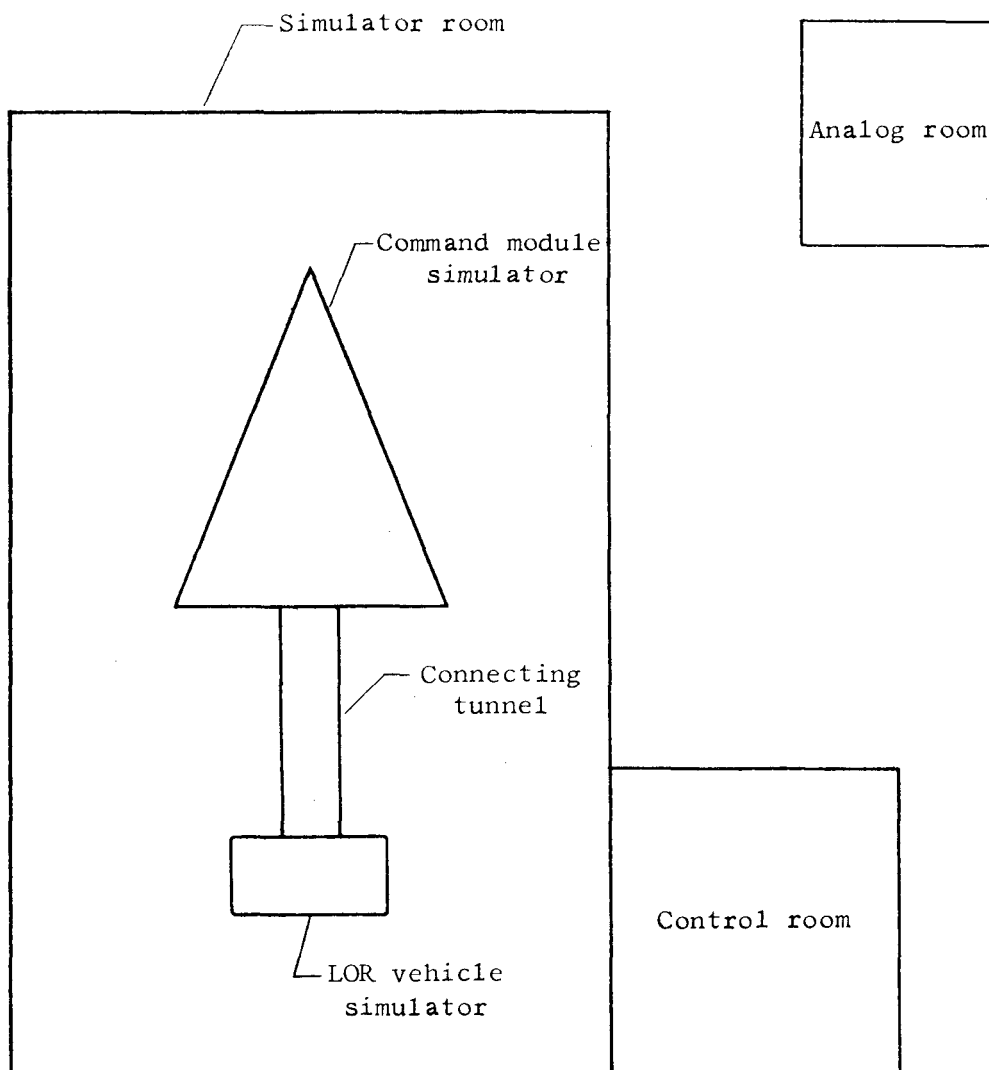 Simulator room
Analog room
Command module
simulator
Connecting
tunnel
Control room
LOR vehicle
simulator